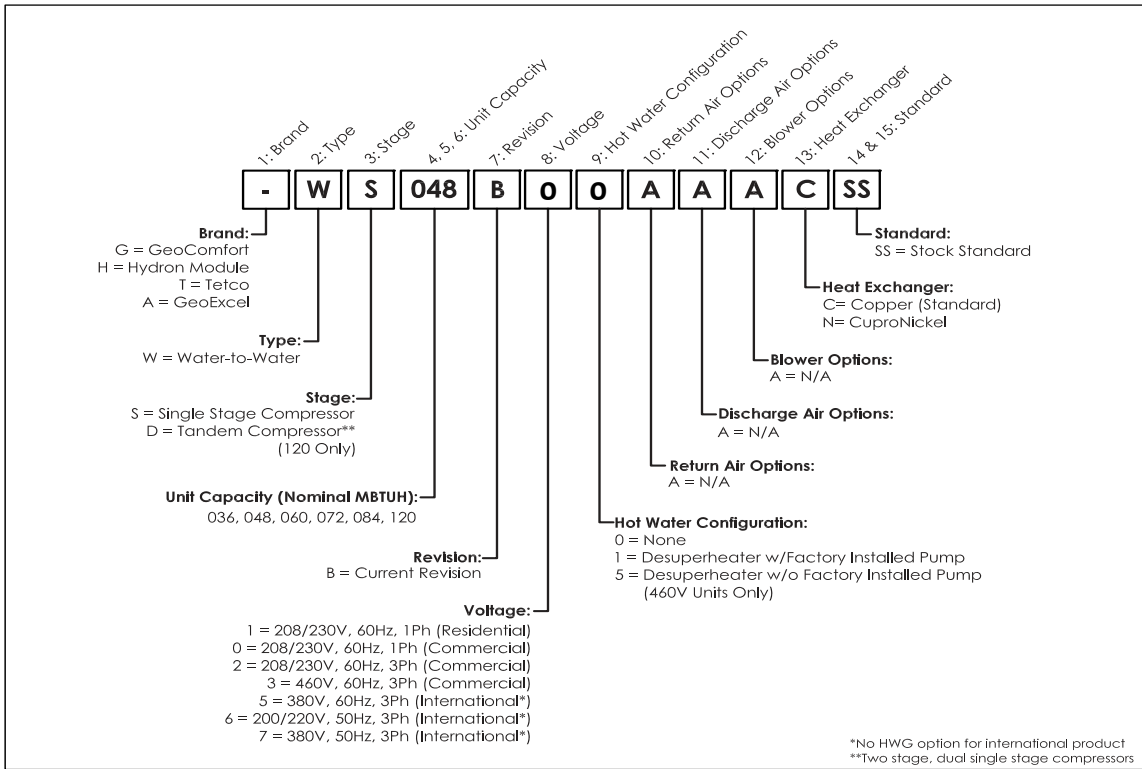 1: Brand
2: Type
3: Stage
4, 5, 6: Unit Capacity
7: Revision
8: Voltage
9: Hot Water Configuration
10: Return Air Options
11: Discharge Air Options
12: Blower Options
13: Heat Exchanger
14 & 15: Standard
- W S 048 B 0 0 A A A C SS
Brand:
G = GeoComfort
H = Hydron Module
T = Tetco
A = GeoExcel
Type:
W = Water-to-Water
Stage:
S = Single Stage Compressor
D = Tandem Compressor**
(120 Only)
Unit Capacity (Nominal MBTUH):
036, 048, 060, 072, 084, 120
Revision:
B = Current Revision
Voltage:
1 = 208/230V, 60Hz, 1Ph (Residential)
0 = 208/230V, 60Hz, 1Ph (Commercial)
2 = 208/230V, 60Hz, 3Ph (Commercial)
3 = 460V, 60Hz, 3Ph (Commercial)
5 = 380V, 60Hz, 3Ph (International*)
6 = 200/220V, 50Hz, 3Ph (International*)
7 = 380V, 50Hz, 3Ph (International*)
Standard:
SS = Stock Standard
Heat Exchanger:
C= Copper (Standard)
N= CuproNickel
Blower Options:
A = N/A
Discharge Air Options:
A = N/A
Return Air Options:
A = N/A
Hot Water Configuration:
0 = None
1 = Desuperheater w/Factory Installed Pump
5 = Desuperheater w/o Factory Installed Pump
(460V Units Only)
*No HWG option for international product
**Two stage, dual single stage compressors